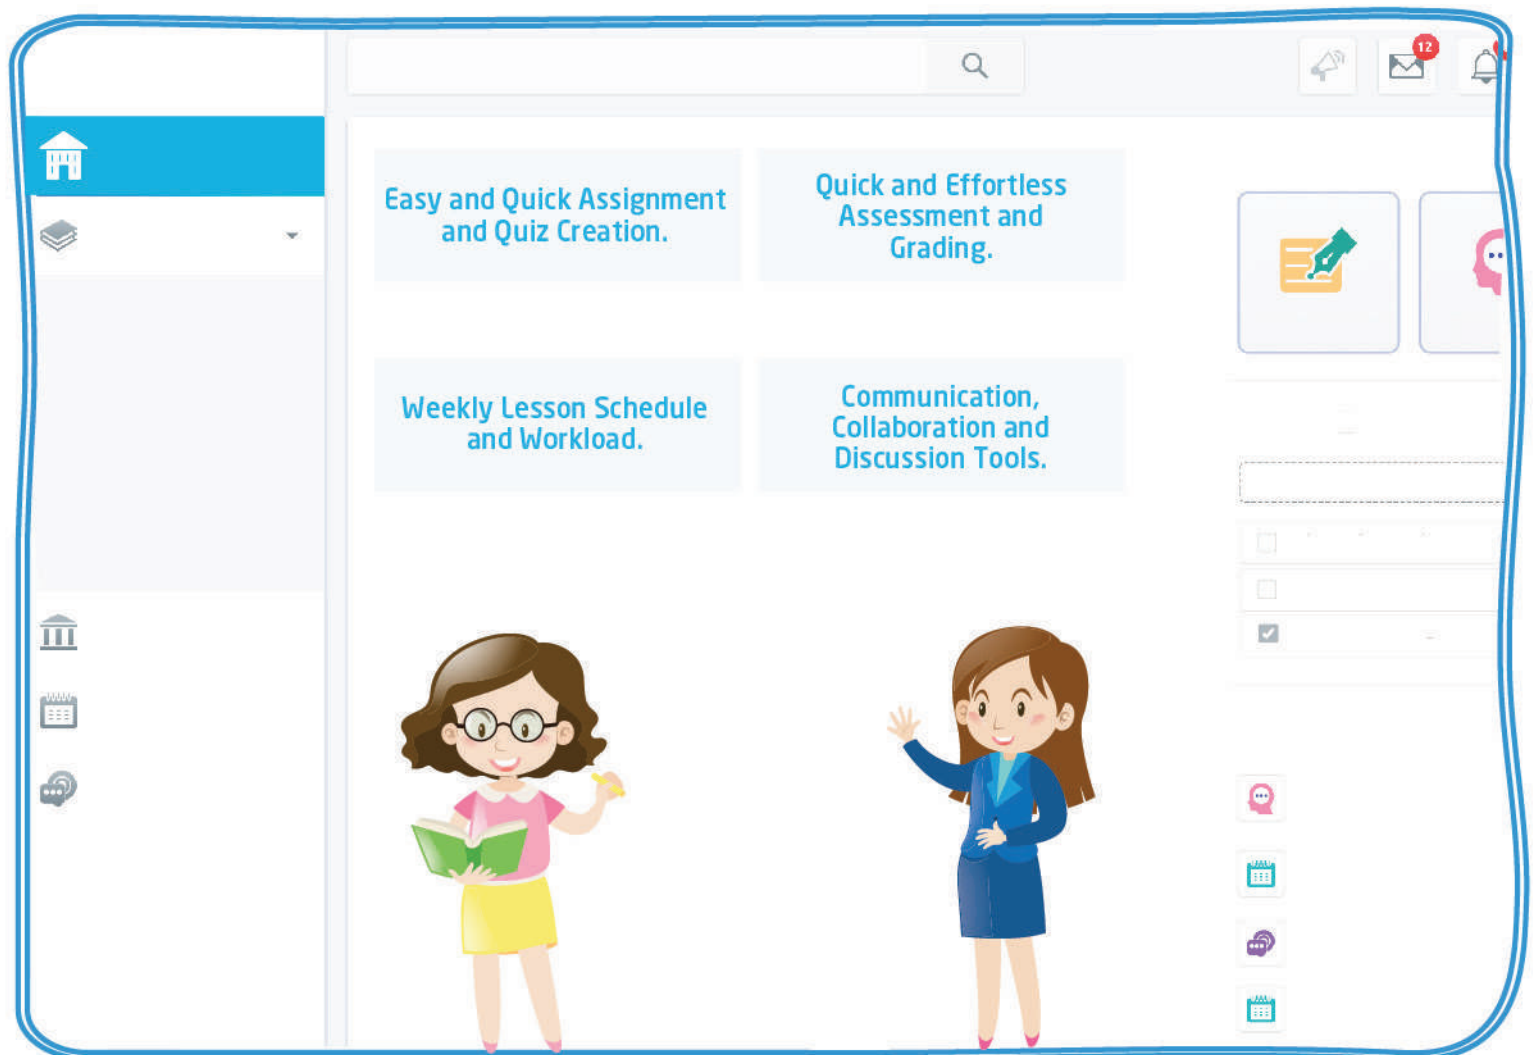 12
Easy and Quick Assignment
and Quiz Creation.
Quick and Effortless
Assessment and
Grading.
Weekly Lesson Schedule
and Workload.
Communication,
Collaboration and
Discussion Tools.